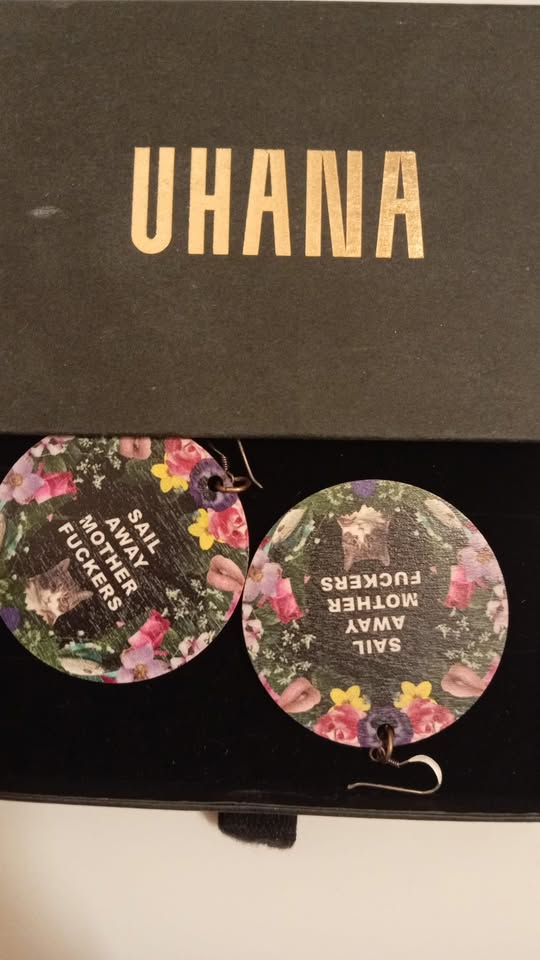 UHANA
SAIL
AWAY
MOTHER
FUCKERS
SAIL
AWAY
MOTHER
FUCKERS